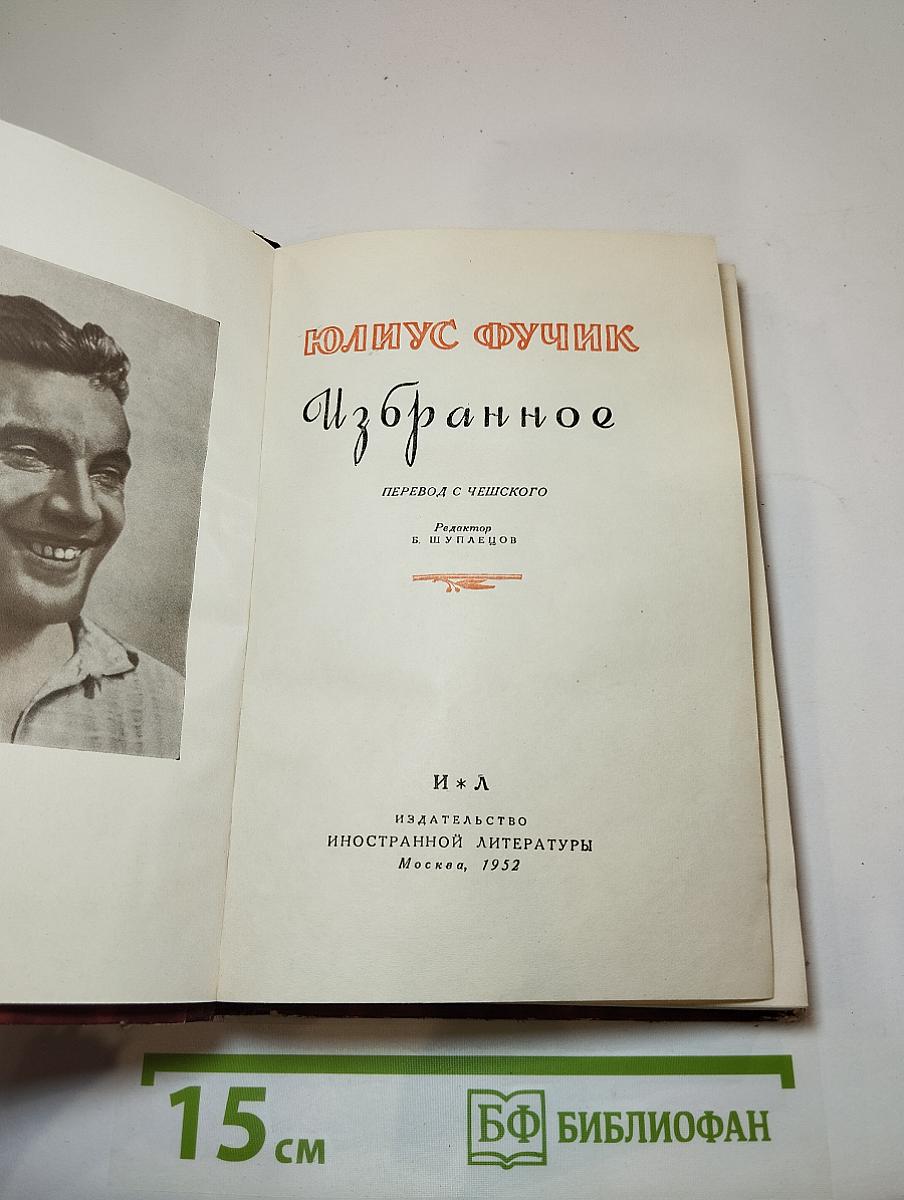 ЮЛИУС ФУЧИК
Избранное
ПЕРЕВОД С ЧЕШСКОГО
Редактор
Б. ШУПЛЕЦОВ
И * Л
ИЗДАТЕЛЬСТВО
ИНОСТРАННОЙ ЛИТЕРАТУРЫ
Москва, 1952
15 см
БФ БИБЛИОФАН